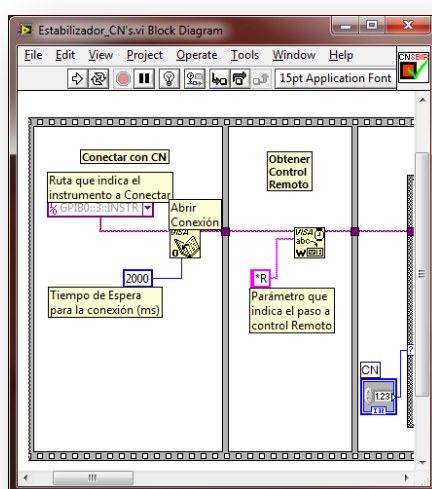 Estabilizador_CN's.vi Block Diagram
File Edit View Project Operate Tools Window Help
15pt Application Font
CNSBIR
Conectar con CN
Ruta que indica el
instrumento a Conectar
GPIB0::3::INSTR
Abrir
Conexión
VISA
2000
Tiempo de Espera
para la conexión (ms)
Obtener
Control
Remoto
VISA
abc
W
*R
Parámetro que
indica el paso a
control Remoto
CN
1.23
?